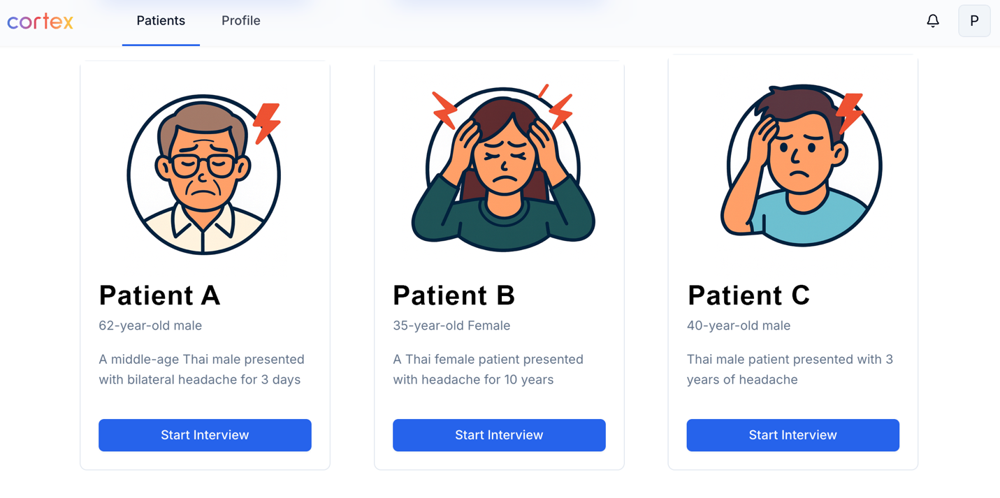 cortex
Patients
Profile
P
Patient A
62-year-old male
A middle-age Thai male presented
with bilateral headache for 3 days
Start Interview
Patient B
35-year-old Female
A Thai female patient presented
with headache for 10 years
Start Interview
Patient C
40-year-old male
Thai male patient presented with 3
years of headache
Start Interview